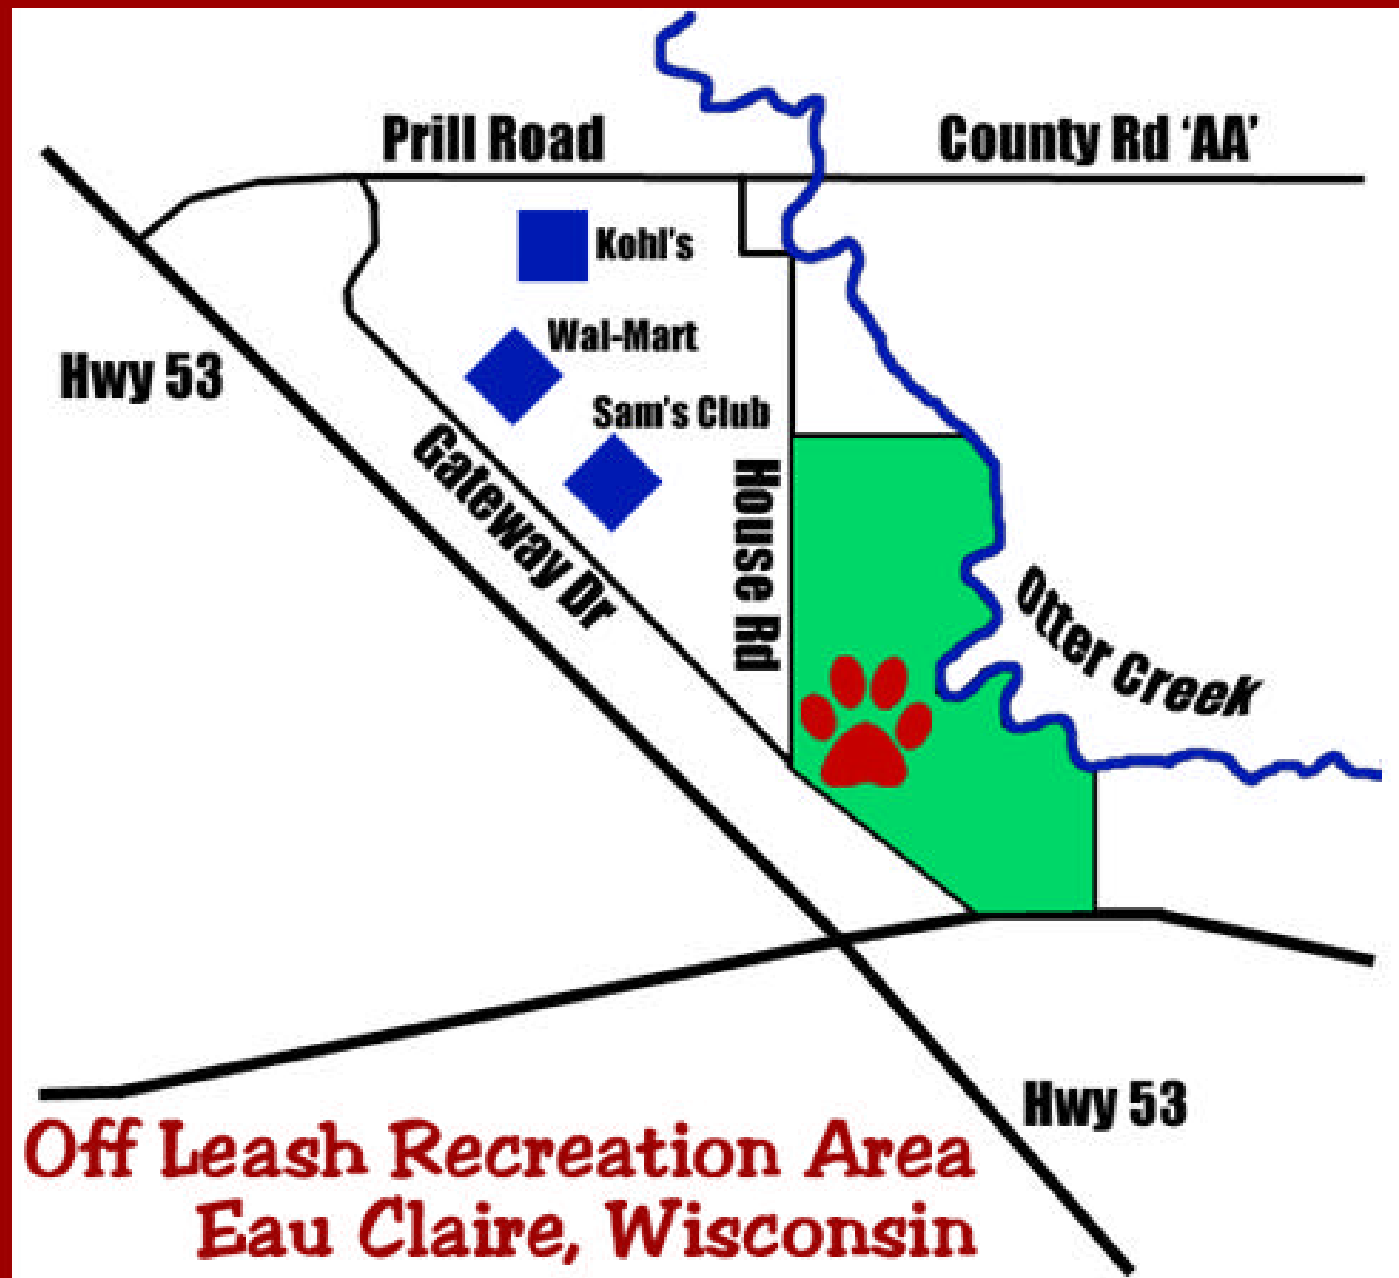 Prill Road
County Rd ‘AA’
Kohl's
Wal-Mart
Hwy 53
Sam's Club
Gateway Dr
House Rd
Otter Creek
Hwy 53
Off Leash Recreation Area
Eau Claire, Wisconsin